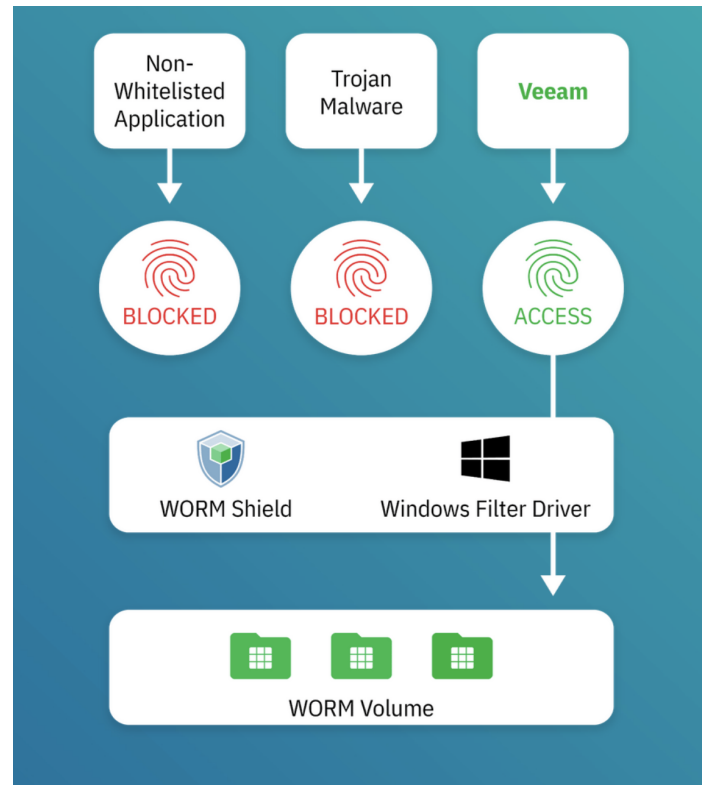 Non-
Whitelisted
Application
Trojan
Malware
Veeam
BLOCKED
BLOCKED
ACCESS
WORM Shield
Windows Filter Driver
WORM Volume